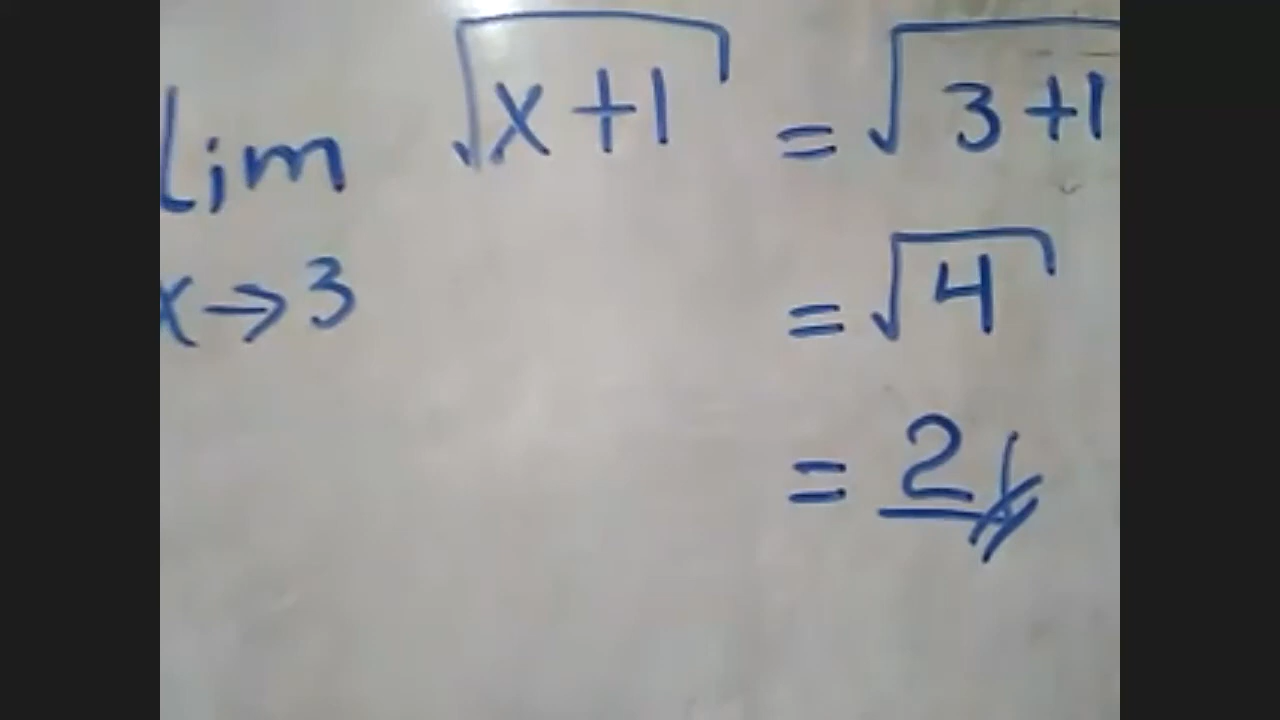 lim √x+1 = √3+1
x→3
= √4
= 2